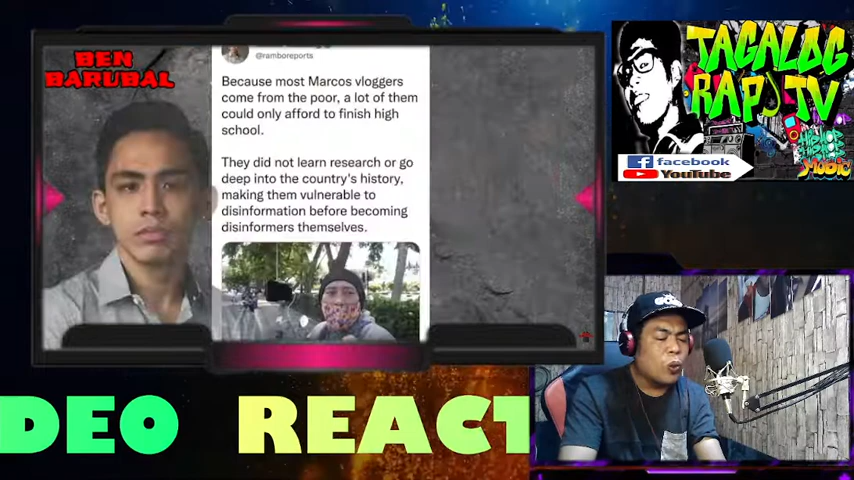 BEN
BARUBAL
@ramboreports
Because most Marcos vloggers
come from the poor, a lot of them
could only afford to finish high
school.
They did not learn research or go
deep into the country's history,
making them vulnerable to
disinformation before becoming
disinformers themselves.
TAGALOG
RAP TV
HIPHOP
MUSIC
facebook
YouTube
DEO REACT